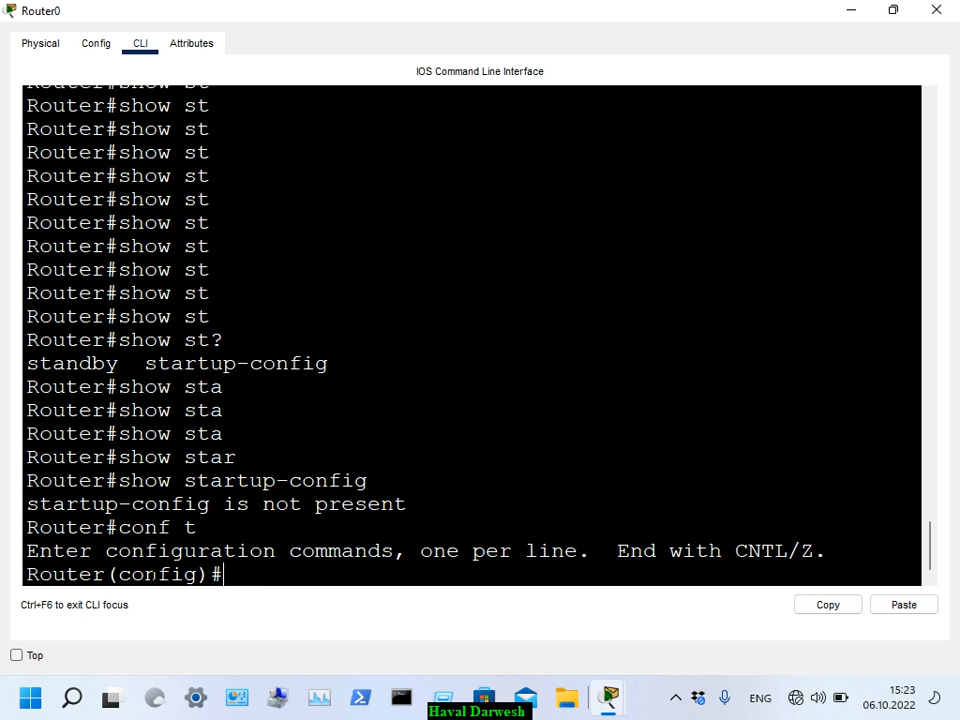 Router0
Physical Config CLI Attributes
IOS Command Line Interface
Router#show st
Router#show st
Router#show st
Router#show st
Router#show st
Router#show st
Router#show st
Router#show st
Router#show st
Router#show st
Router#show st
Router#show st?
standby  startup-config
Router#show sta
Router#show sta
Router#show sta
Router#show star
Router#show startup-config
startup-config is not present
Router#conf t
Enter configuration commands, one per line.  End with CNTL/Z.
Router(config)#
Ctrl+F6 to exit CLI focus
Copy Paste
Top
ENG
15:23
06.10.2022
Haval Darwesh